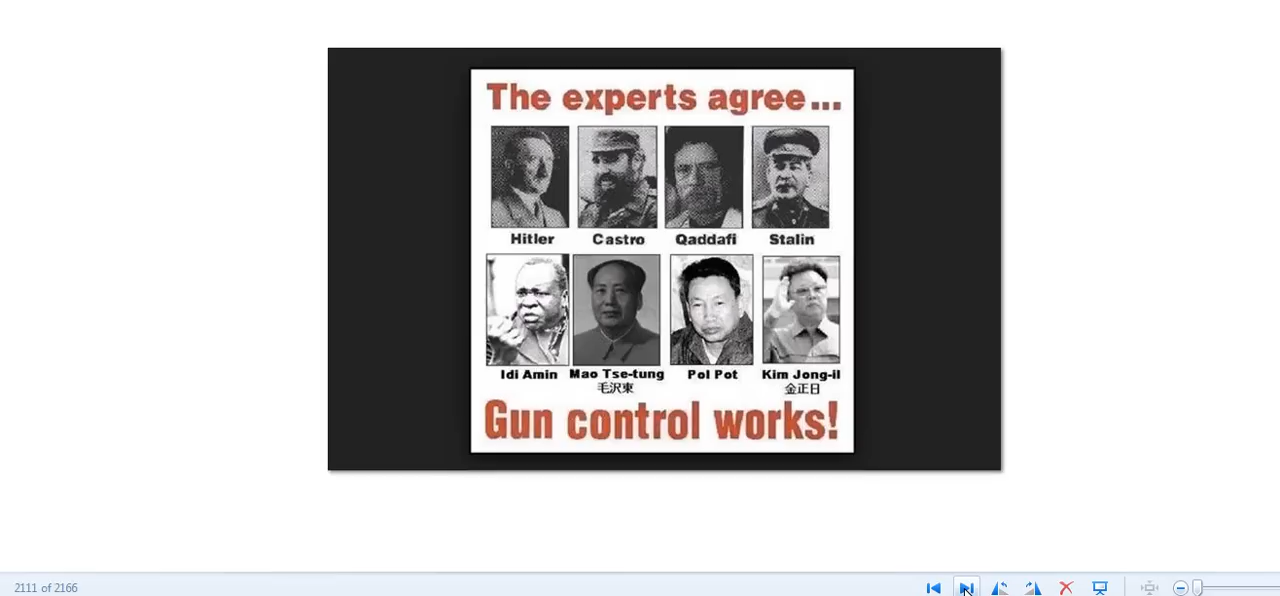 The experts agree...
Hitler Castro Qaddafi Stalin
Idi Amin Mao Tse-tung Pol Pot Kim Jong-il
毛沢東 金正日
Gun control works!
2111 of 2166